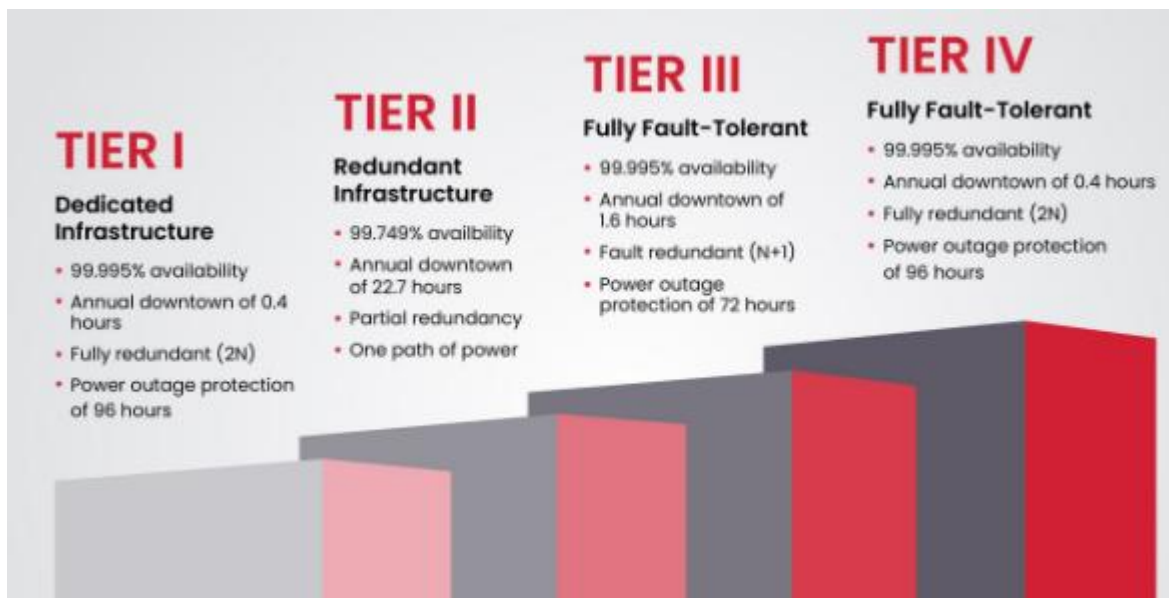 TIER I
Dedicated
Infrastructure
• 99.995% availability
• Annual downtown of 0.4
hours
• Fully redundant (2N)
• Power outage protection
of 96 hours
TIER II
Redundant
Infrastructure
• 99.749% availbility
• Annual downtown
of 22.7 hours
• Partial redundancy
• One path of power
TIER III
Fully Fault-Tolerant
• 99.995% availability
• Annual downtown of
1.6 hours
• Fault redundant (N+1)
• Power outage
protection of 72 hours
TIER IV
Fully Fault-Tolerant
• 99.995% availability
• Annual downtown of 0.4 hours
• Fully redundant (2N)
• Power outage protection
of 96 hours